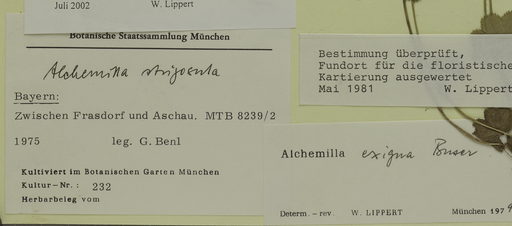 Juli 2002 W. Lippert
Botanische Staatssammlung München
Alchemilla strigosula
Bayern:
Zwischen Frasdorf und Aschau. MTB 8239/2
1975 leg. G. Benl
Kultiviert im Botanischen Garten München
Kultur-Nr.: 232
Herbarbeleg vom
Bestimmung überprüft,
Fundort für die floristische
Kartierung ausgewertet
Mai 1981 W. Lippert
Alchemilla exigua Buser
Determ. - rev. W. LIPPERT München 1979